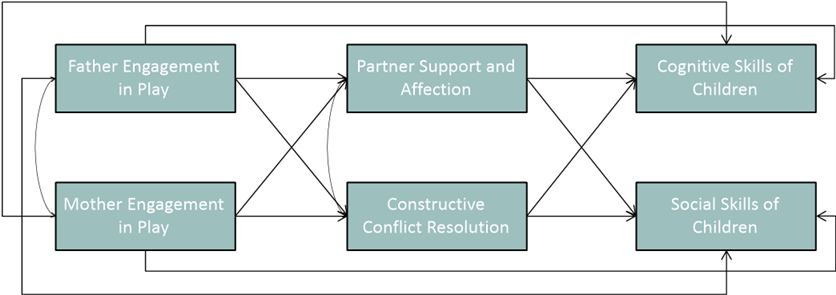 Father Engagement
in Play
Partner Support and
Affection
Cognitive Skills of
Children
Mother Engagement
in Play
Constructive
Conflict Resolution
Social Skills of
Children